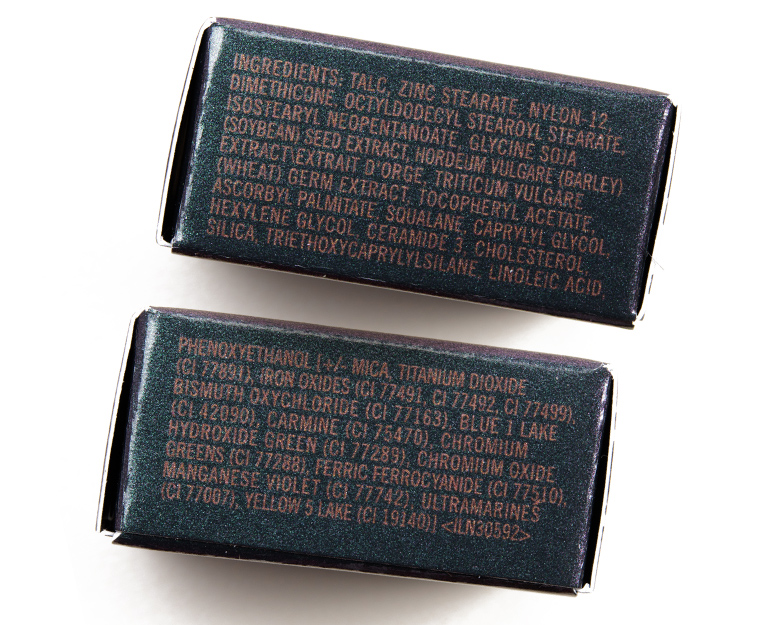 INGREDIENTS: TALC, ZINC STEARATE, NYLON-12,
DIMETHICONE, OCTYLDODECYL STEAROYL STEARATE,
ISOSTEARYL NEOPENTANOATE, GLYCINE SOJA
(SOYBEAN) SEED EXTRACT, HORDEUM VULGARE (BARLEY)
EXTRACT\EXTRAIT D'ORGE, TRITICUM VULGARE
(WHEAT) GERM EXTRACT, TOCOPHERYL ACETATE,
ASCORBYL PALMITATE, SQUALANE, CAPRYLYL GLYCOL,
HEXYLENE GLYCOL, CERAMIDE 3, CHOLESTEROL,
SILICA, TRIETHOXYCAPRYLYLSILANE, LINOLEIC ACID,
PHENOXYETHANOL [+/- MICA, TITANIUM DIOXIDE
(CI 77891), IRON OXIDES (CI 77491, CI 77492, CI 77499),
BISMUTH OXYCHLORIDE (CI 77163), BLUE 1 LAKE
(CI 42090), CARMINE (CI 75470), CHROMIUM
HYDROXIDE GREEN (CI 77289), CHROMIUM OXIDE
GREENS (CI 77288), FERRIC FERROCYANIDE (CI 77510),
MANGANESE VIOLET (CI 77742), ULTRAMARINES
(CI 77007), YELLOW 5 LAKE (CI 19140)] <ILN30592>